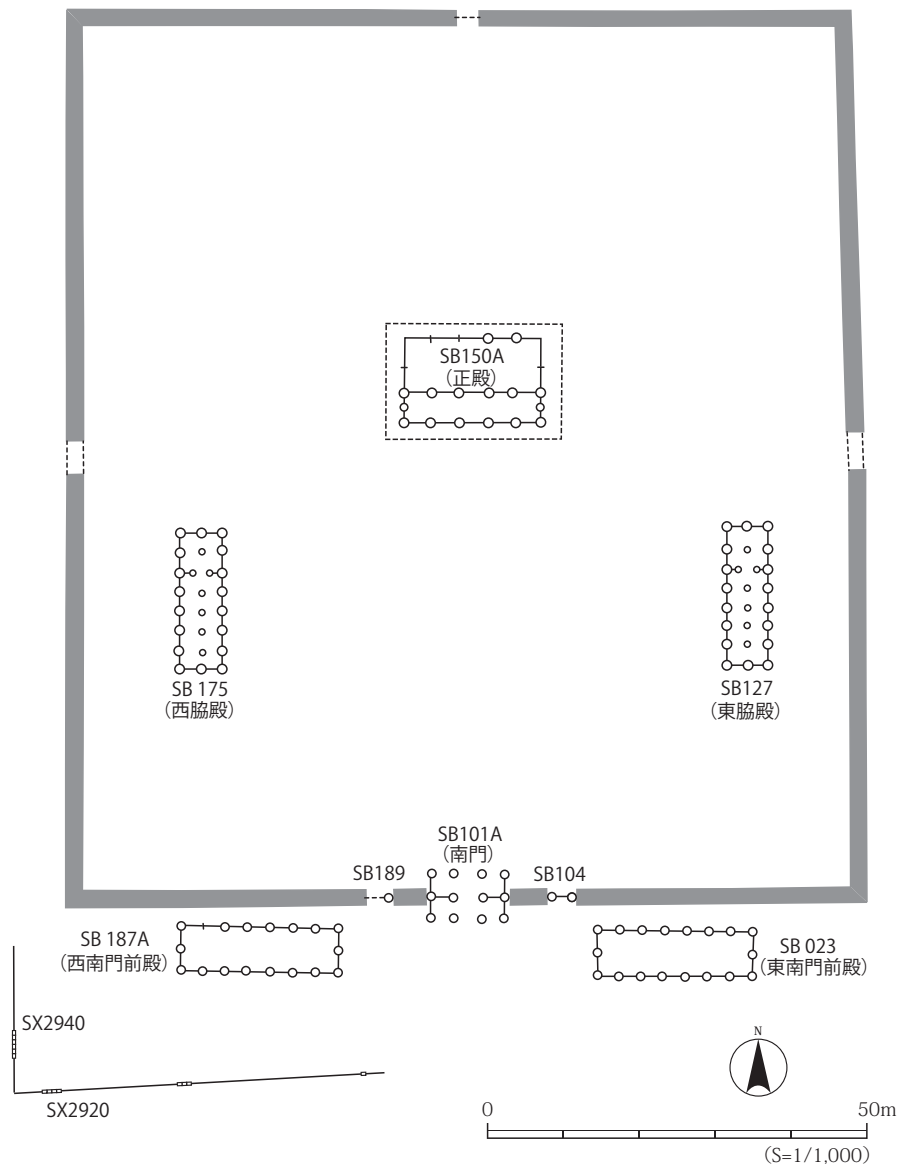 SB150A
（正殿）
SB 175
（西脇殿）
SB127
（東脇殿）
SB101A
（南門）
SB189
SB104
SB 187A
（西南門前殿）
SB 023
（東南門前殿）
SX2940
SX2920
N
0
50m
（S=1/1,000）